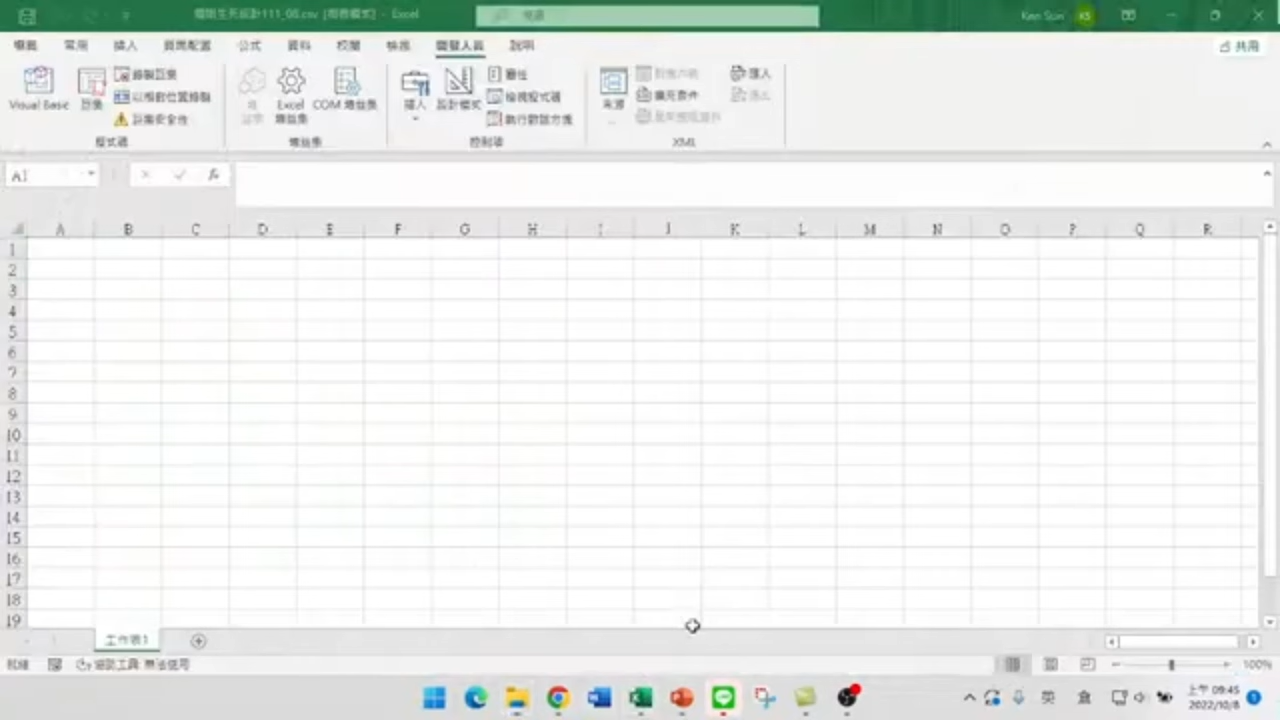 Excel
Ken Sun
KS
檔案 常用 插入 頁面配置 公式 資料 校閱 檢視 開發人員 說明
共用
Visual Basic 巨集
錄製巨集
以相對位置錄製
巨集安全性
Excel 增益集
COM 增益集
插入 設計模式
屬性
檢視程式碼
執行對話方塊
來源
擴充套件
匯入
匯出
程式碼 增益集 控制項 XML
A1
fx
A B C D E F G H I J K L M N O P Q R
1
2
3
4
5
6
7
8
9
10
11
12
13
14
15
16
17
18
19
工作表1
就緒 協助工具: 無法使用
100%
英
上午 09:45
2022/10/8
1